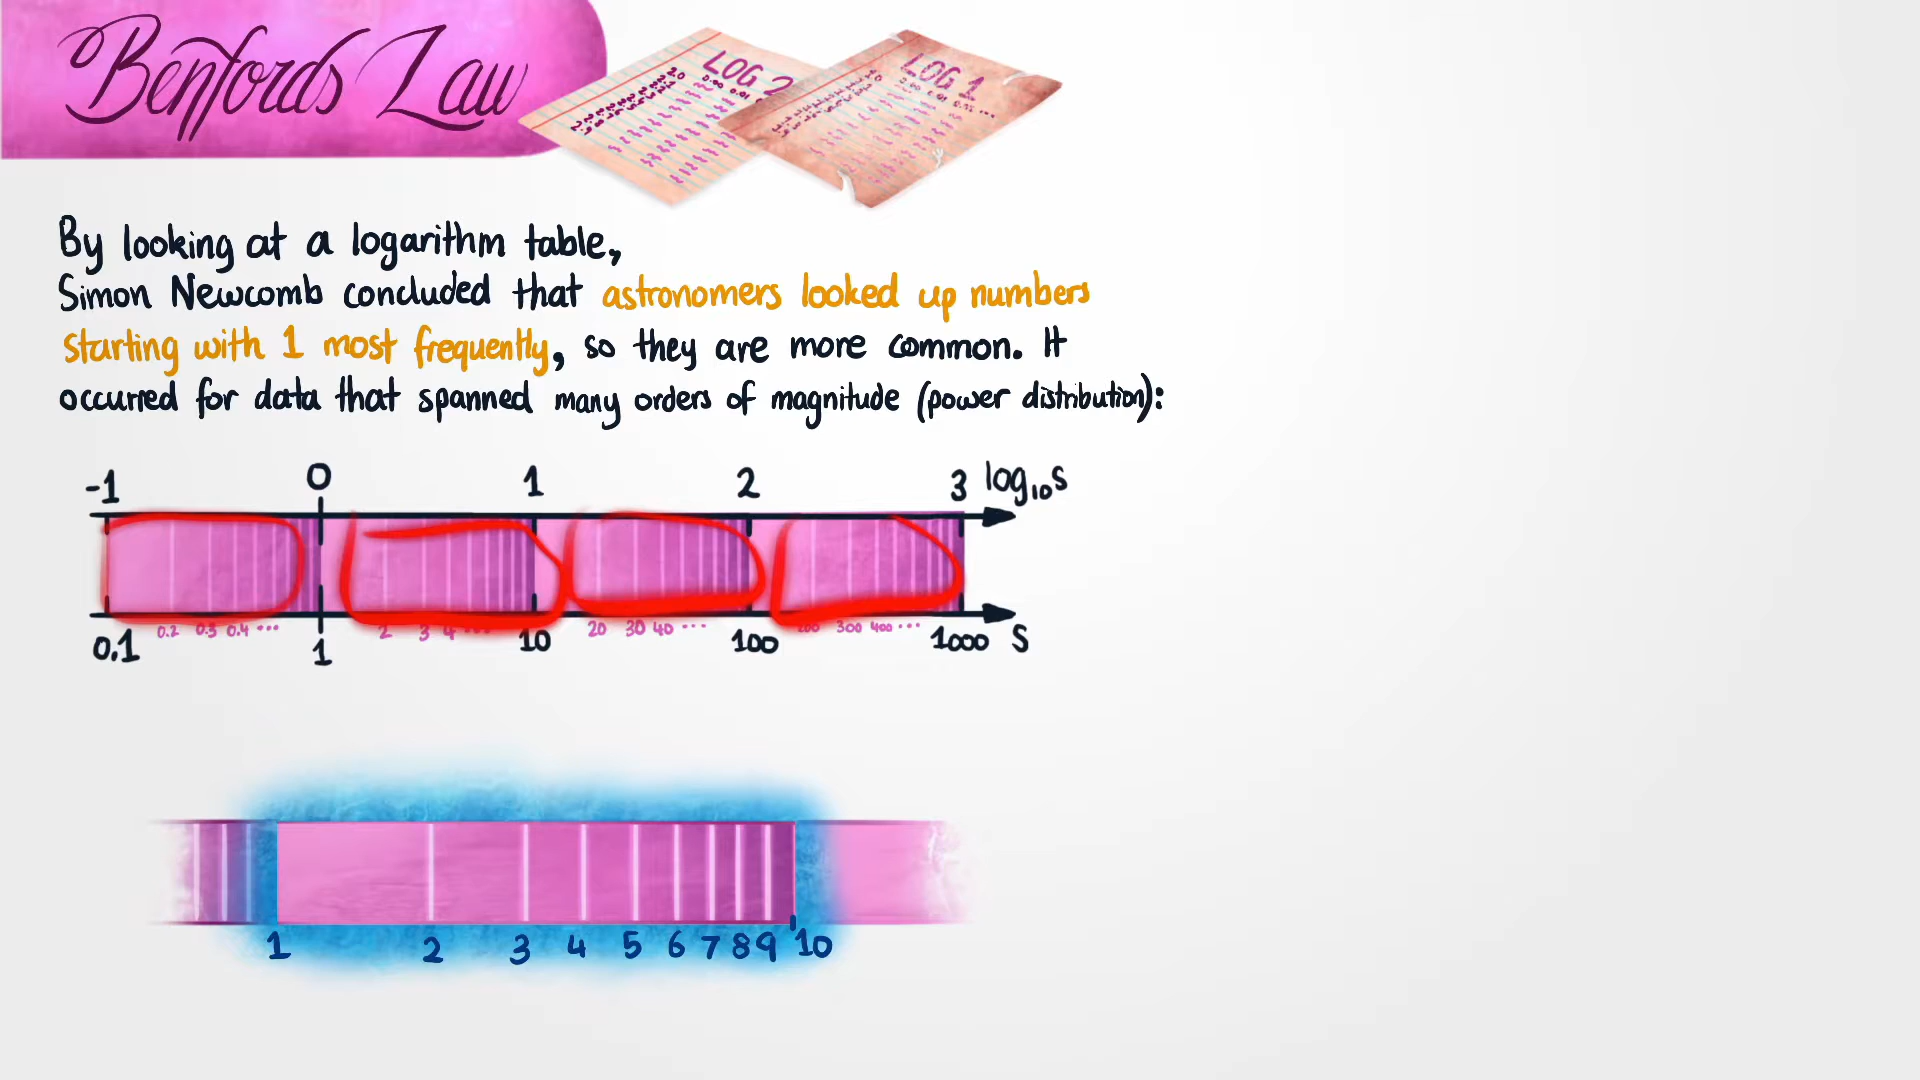 Benfords Law
LOG 2
LOG 1
By looking at a logarithm table,
Simon Newcomb concluded that astronomers looked up numbers
starting with 1 most frequently, so they are more common. It
occurred for data that spanned many orders of magnitude (power distribution):
-1 0 1 2 3 log₁₀s
0.2 0.3 0.4 ... 2 3 4 ... 20 30 40 ... 200 300 400 ...
0.1 1 10 100 1000 s
1 2 3 4 5 6 7 8 9 10